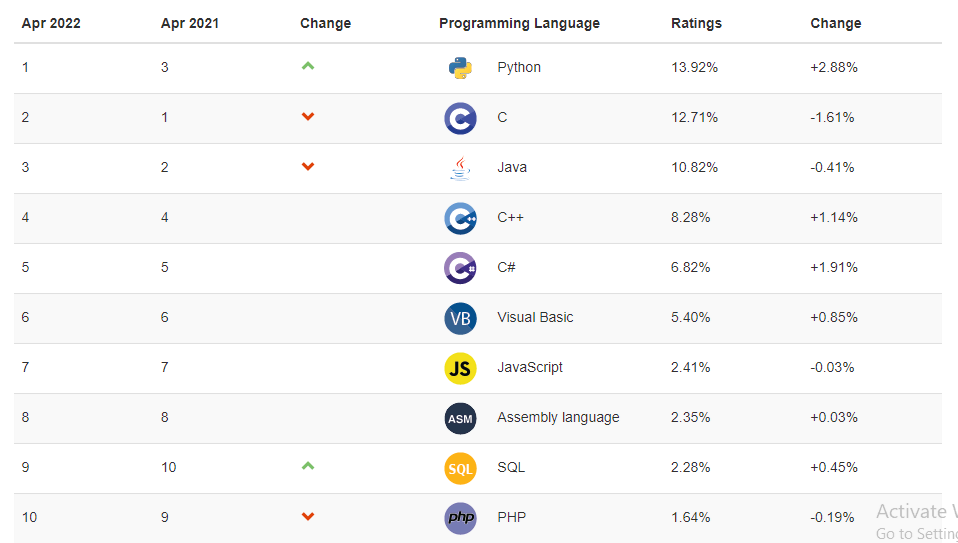 Apr 2022 Apr 2021 Change Programming Language Ratings Change
1 3 Python 13.92% +2.88%
2 1 C C 12.71% -1.61%
3 2 Java 10.82% -0.41%
4 4 C++ C++ 8.28% +1.14%
5 5 C# C# 6.82% +1.91%
6 6 VB Visual Basic 5.40% +0.85%
7 7 JS JavaScript 2.41% -0.03%
8 8 ASM Assembly language 2.35% +0.03%
9 10 SQL SQL 2.28% +0.45%
10 9 php PHP 1.64% -0.19%
Activate
Go to